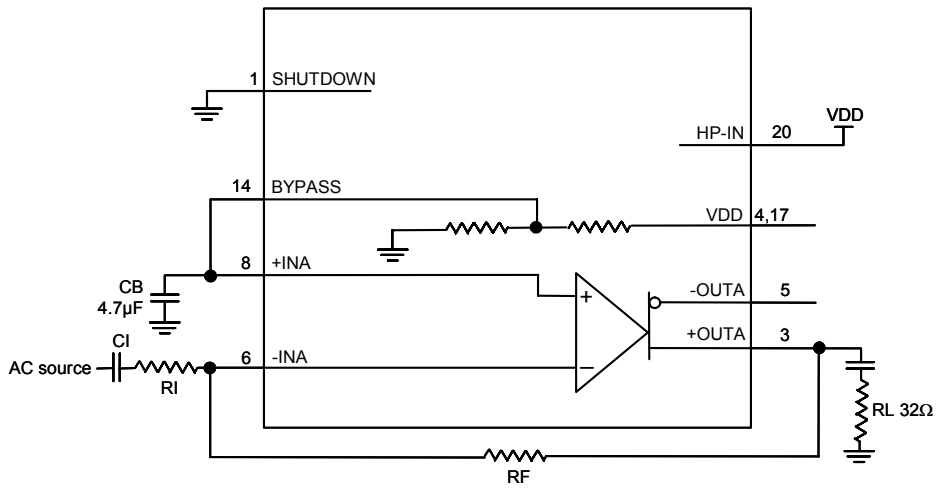 1 SHUTDOWN
VDD
HP-IN 20
14 BYPASS
VDD 4,17
8 +INA
CB
4.7µF
-OUTA 5
+
+OUTA 3
CI
6 -INA
−
AC source
RI
RL 32Ω
RF